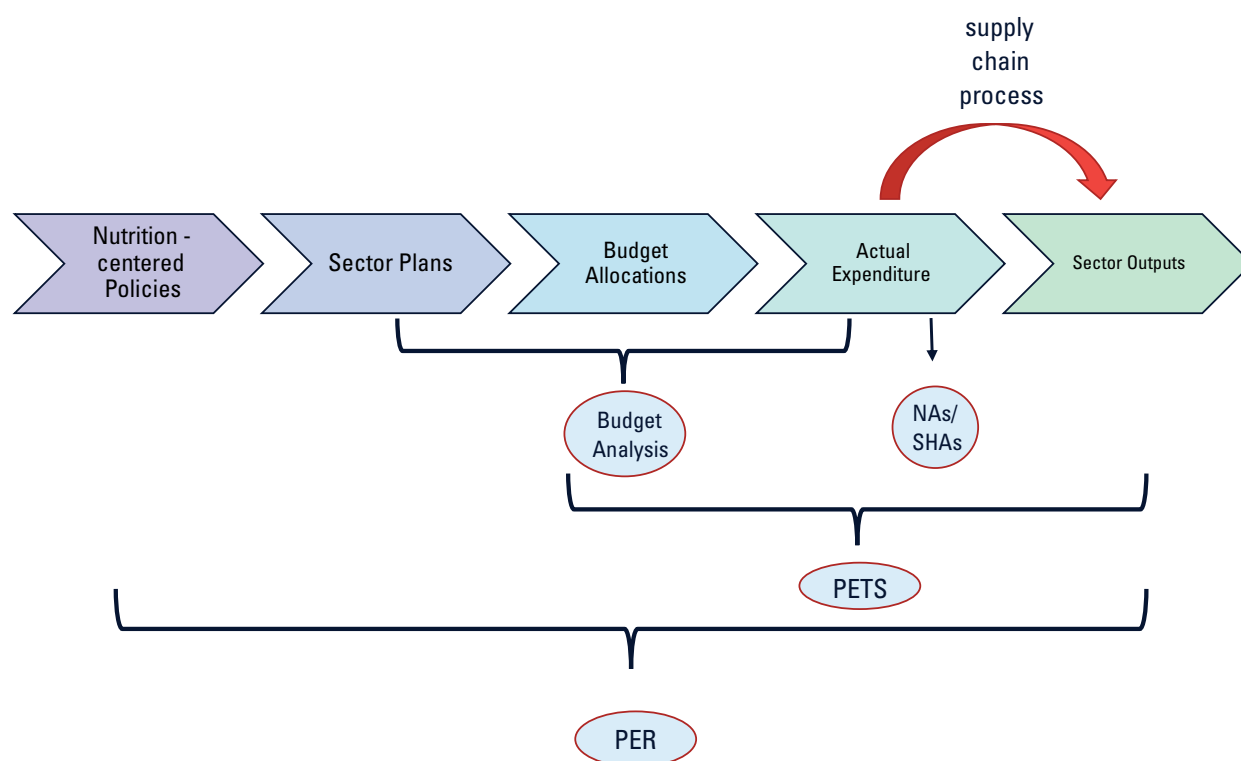 supply
chain
process
Nutrition -
centered
Policies
Sector Plans
Budget
Allocations
Actual
Expenditure
Sector Outputs
Budget
Analysis
NAs/
SHAs
PETS
PER